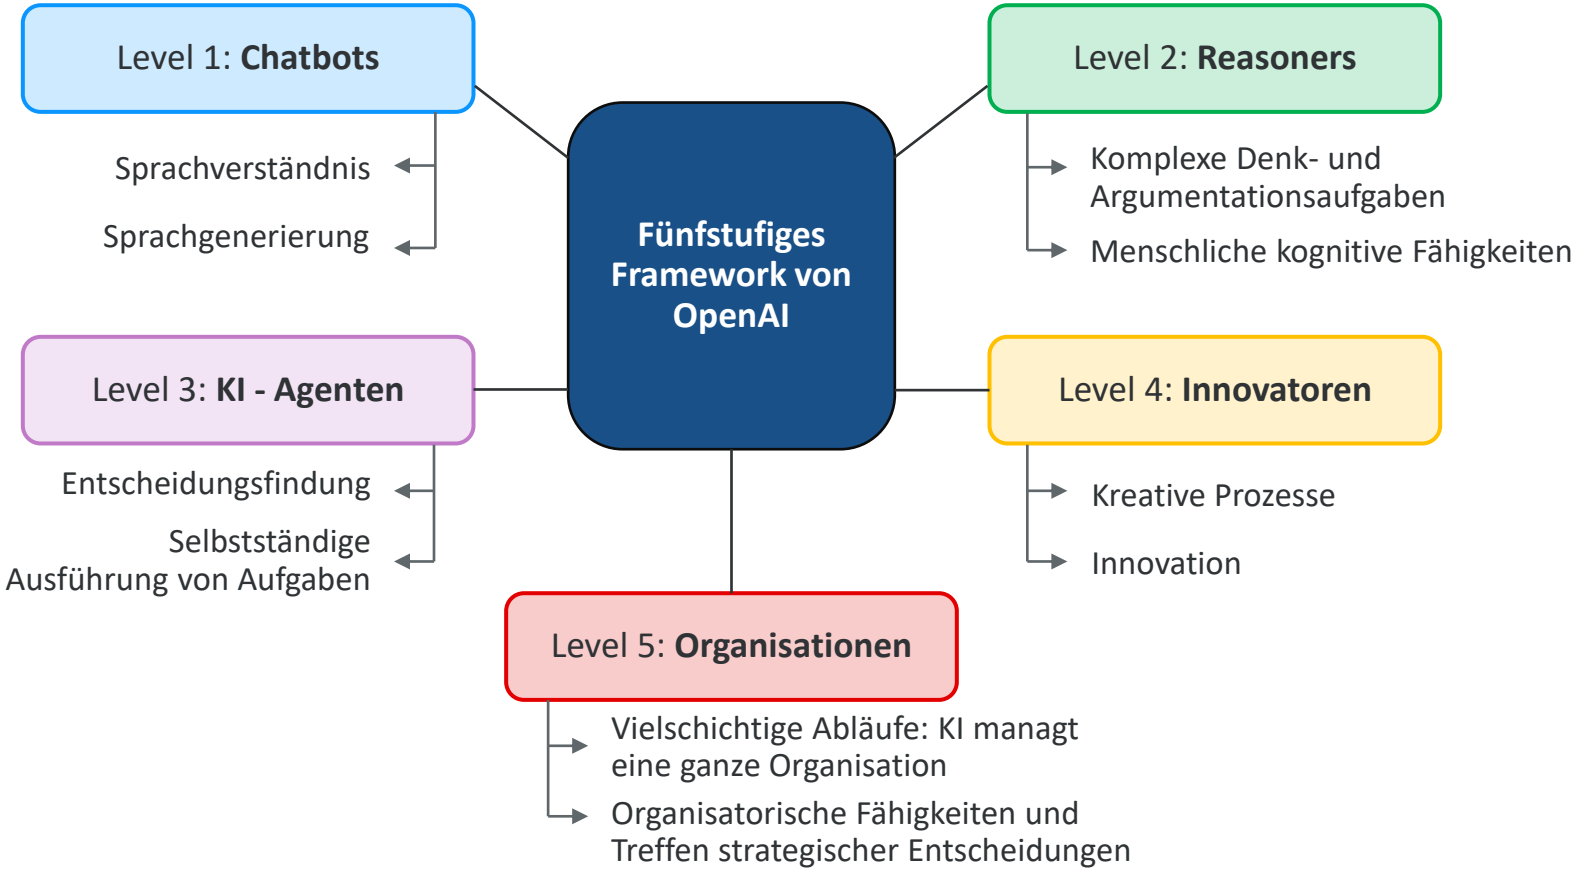 Level 1: Chatbots
Sprachverständnis
Sprachgenerierung
Level 2: Reasoners
Komplexe Denk- und
Argumentationsaufgaben
Menschliche kognitive Fähigkeiten
Fünfstufiges
Framework von
OpenAI
Level 3: KI - Agenten
Entscheidungsfindung
Selbstständige
Ausführung von Aufgaben
Level 4: Innovatoren
Kreative Prozesse
Innovation
Level 5: Organisationen
Vielschichtige Abläufe: KI managt
eine ganze Organisation
Organisatorische Fähigkeiten und
Treffen strategischer Entscheidungen